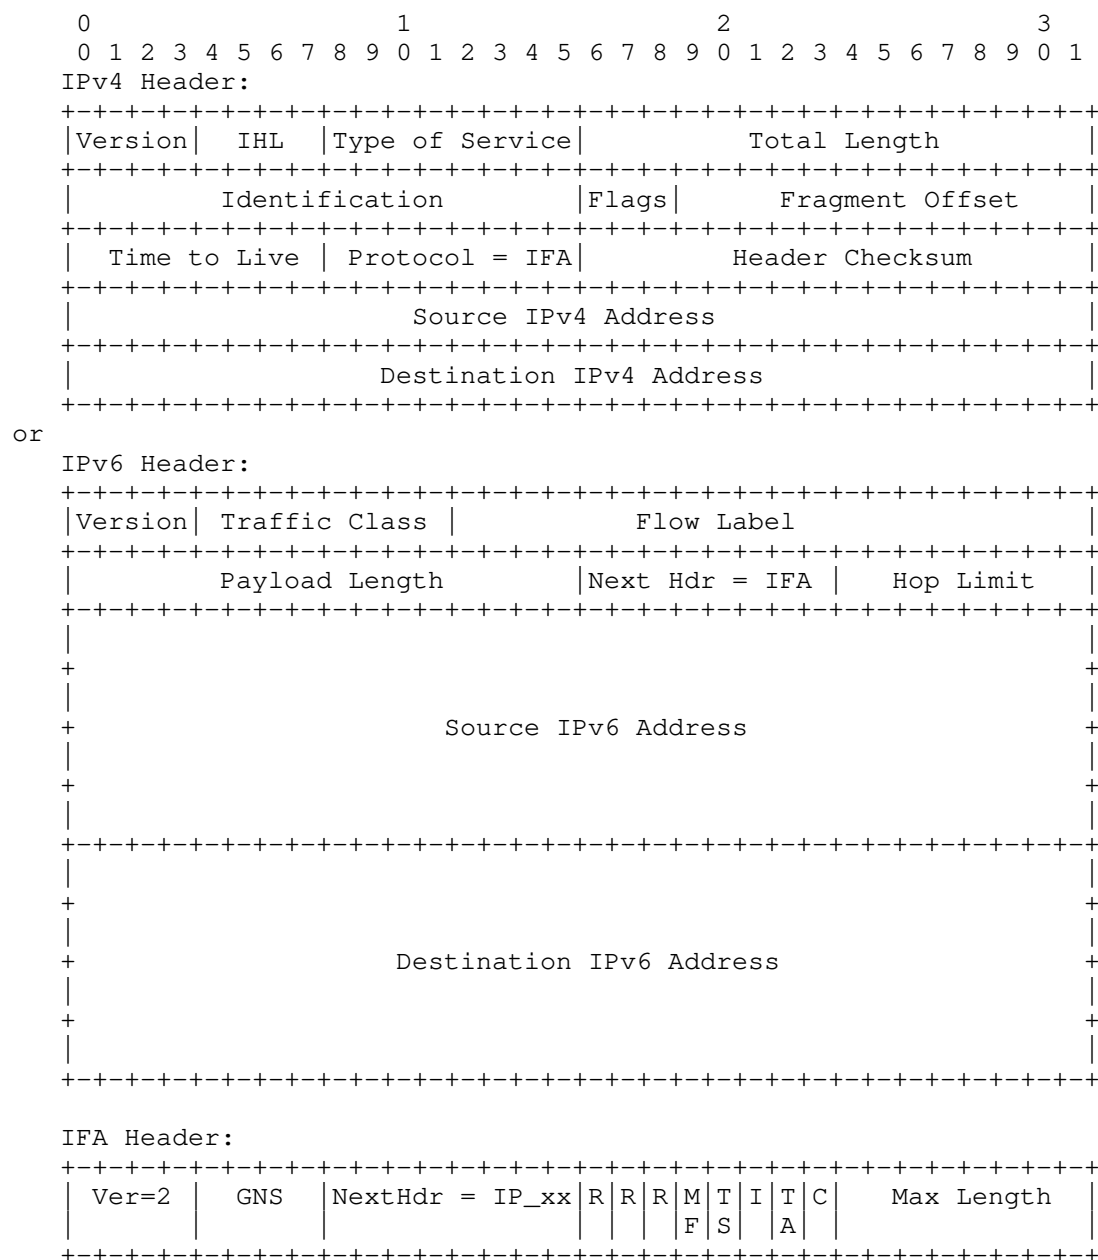 0                   1                   2                   3
 0 1 2 3 4 5 6 7 8 9 0 1 2 3 4 5 6 7 8 9 0 1 2 3 4 5 6 7 8 9 0 1
IPv4 Header:
+-+-+-+-+-+-+-+-+-+-+-+-+-+-+-+-+-+-+-+-+-+-+-+-+-+-+-+-+-+-+-+-+
|Version|  IHL  |Type of Service|          Total Length         |
+-+-+-+-+-+-+-+-+-+-+-+-+-+-+-+-+-+-+-+-+-+-+-+-+-+-+-+-+-+-+-+-+
|         Identification        |Flags|      Fragment Offset    |
+-+-+-+-+-+-+-+-+-+-+-+-+-+-+-+-+-+-+-+-+-+-+-+-+-+-+-+-+-+-+-+-+
|  Time to Live | Protocol = IFA|         Header Checksum       |
+-+-+-+-+-+-+-+-+-+-+-+-+-+-+-+-+-+-+-+-+-+-+-+-+-+-+-+-+-+-+-+-+
|                     Source IPv4 Address                       |
+-+-+-+-+-+-+-+-+-+-+-+-+-+-+-+-+-+-+-+-+-+-+-+-+-+-+-+-+-+-+-+-+
|                   Destination IPv4 Address                    |
+-+-+-+-+-+-+-+-+-+-+-+-+-+-+-+-+-+-+-+-+-+-+-+-+-+-+-+-+-+-+-+-+
or
IPv6 Header:
+-+-+-+-+-+-+-+-+-+-+-+-+-+-+-+-+-+-+-+-+-+-+-+-+-+-+-+-+-+-+-+-+
|Version| Traffic Class |           Flow Label                  |
+-+-+-+-+-+-+-+-+-+-+-+-+-+-+-+-+-+-+-+-+-+-+-+-+-+-+-+-+-+-+-+-+
|         Payload Length        |Next Hdr = IFA |   Hop Limit   |
+-+-+-+-+-+-+-+-+-+-+-+-+-+-+-+-+-+-+-+-+-+-+-+-+-+-+-+-+-+-+-+-+
|                                                               |
+                                                               +
|                                                               |
+                       Source IPv6 Address                     +
|                                                               |
+                                                               +
|                                                               |
+-+-+-+-+-+-+-+-+-+-+-+-+-+-+-+-+-+-+-+-+-+-+-+-+-+-+-+-+-+-+-+-+
|                                                               |
+                                                               +
|                                                               |
+                    Destination IPv6 Address                   +
|                                                               |
+                                                               +
|                                                               |
+-+-+-+-+-+-+-+-+-+-+-+-+-+-+-+-+-+-+-+-+-+-+-+-+-+-+-+-+-+-+-+-+
IFA Header:
+-+-+-+-+-+-+-+-+-+-+-+-+-+-+-+-+-+-+-+-+-+-+-+-+-+-+-+-+-+-+-+-+
| Ver=2 |  GNS  |NextHdr = IP_xx|R|R|R|M|T|I|T|C|   Max Length  |
|       |       |               | | | |F|S| |A| |               |
+-+-+-+-+-+-+-+-+-+-+-+-+-+-+-+-+-+-+-+-+-+-+-+-+-+-+-+-+-+-+-+-+